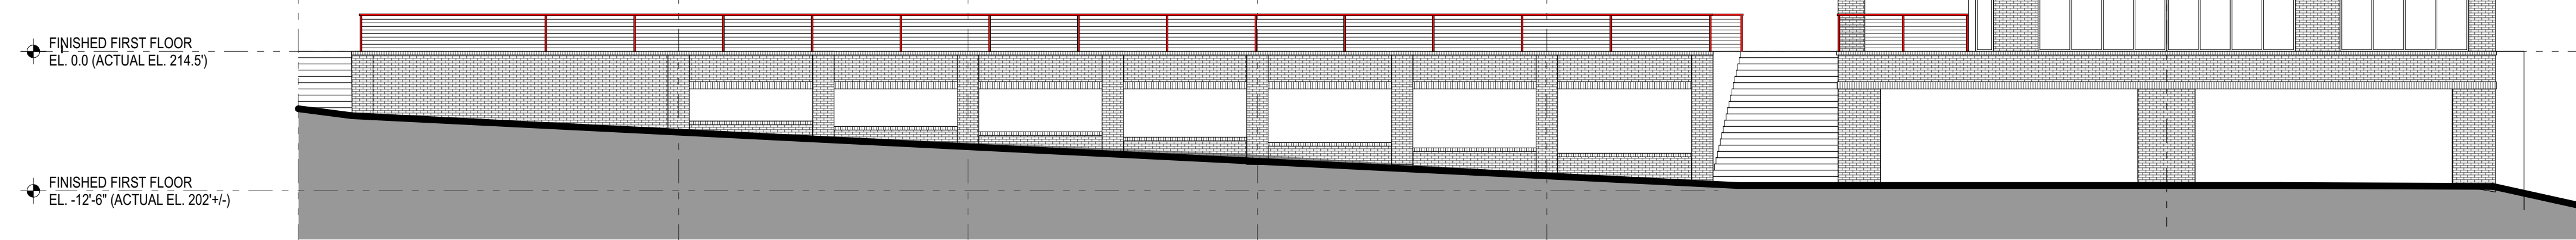 FINISHED FIRST FLOOR
EL. 0.0 (ACTUAL EL. 214.5')
FINISHED FIRST FLOOR
EL. -12'-6" (ACTUAL EL. 202'+/-)